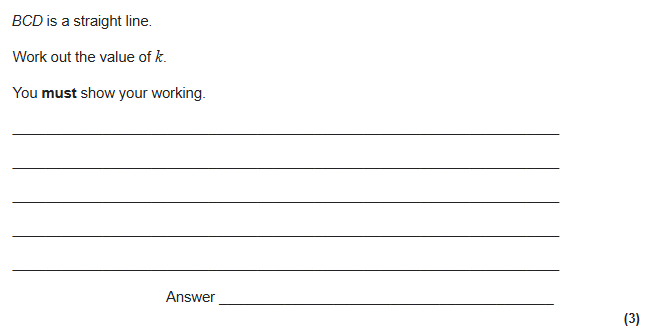 BCD is a straight line.
Work out the value of k.
You must show your working.
Answer
(3)